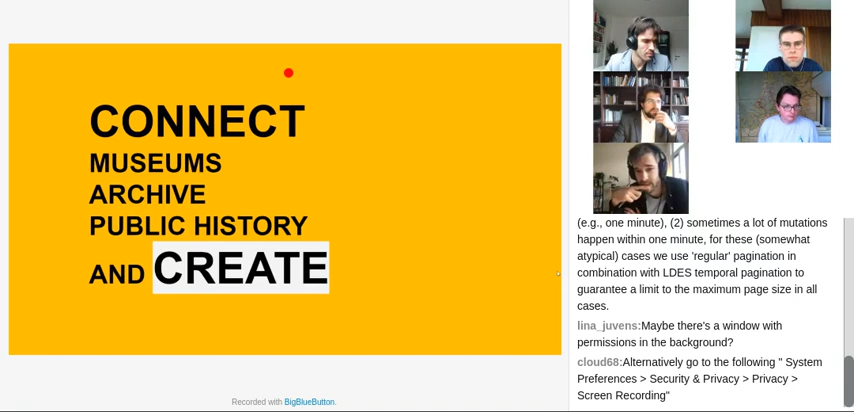 CONNECT
MUSEUMS
ARCHIVE
PUBLIC HISTORY
AND CREATE
Recorded with BigBlueButton.
(e.g., one minute), (2) sometimes a lot of mutations
happen within one minute, for these (somewhat
atypical) cases we use 'regular' pagination in
combination with LDES temporal pagination to
guarantee a limit to the maximum page size in all
cases.
lina_juvens:Maybe there's a window with
permissions in the background?
cloud68:Alternatively go to the following " System
Preferences > Security & Privacy > Privacy >
Screen Recording"